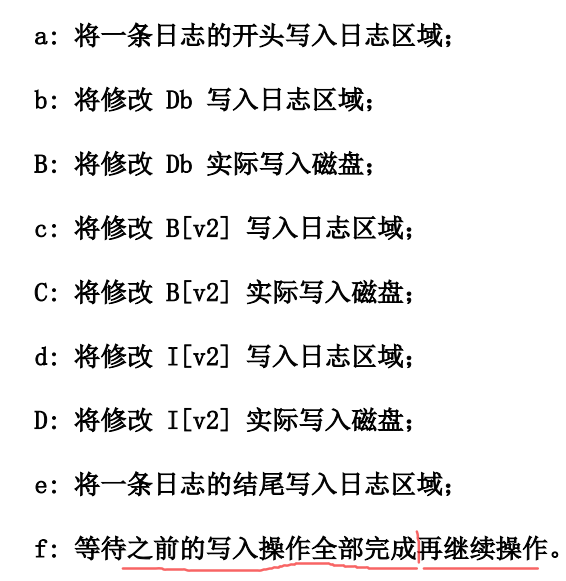 a: 将一条日志的开头写入日志区域；
b: 将修改 Db 写入日志区域；
B: 将修改 Db 实际写入磁盘；
c: 将修改 B[v2] 写入日志区域；
C: 将修改 B[v2] 实际写入磁盘；
d: 将修改 I[v2] 写入日志区域；
D: 将修改 I[v2] 实际写入磁盘；
e: 将一条日志的结尾写入日志区域；
f: 等待之前的写入操作全部完成再继续操作。